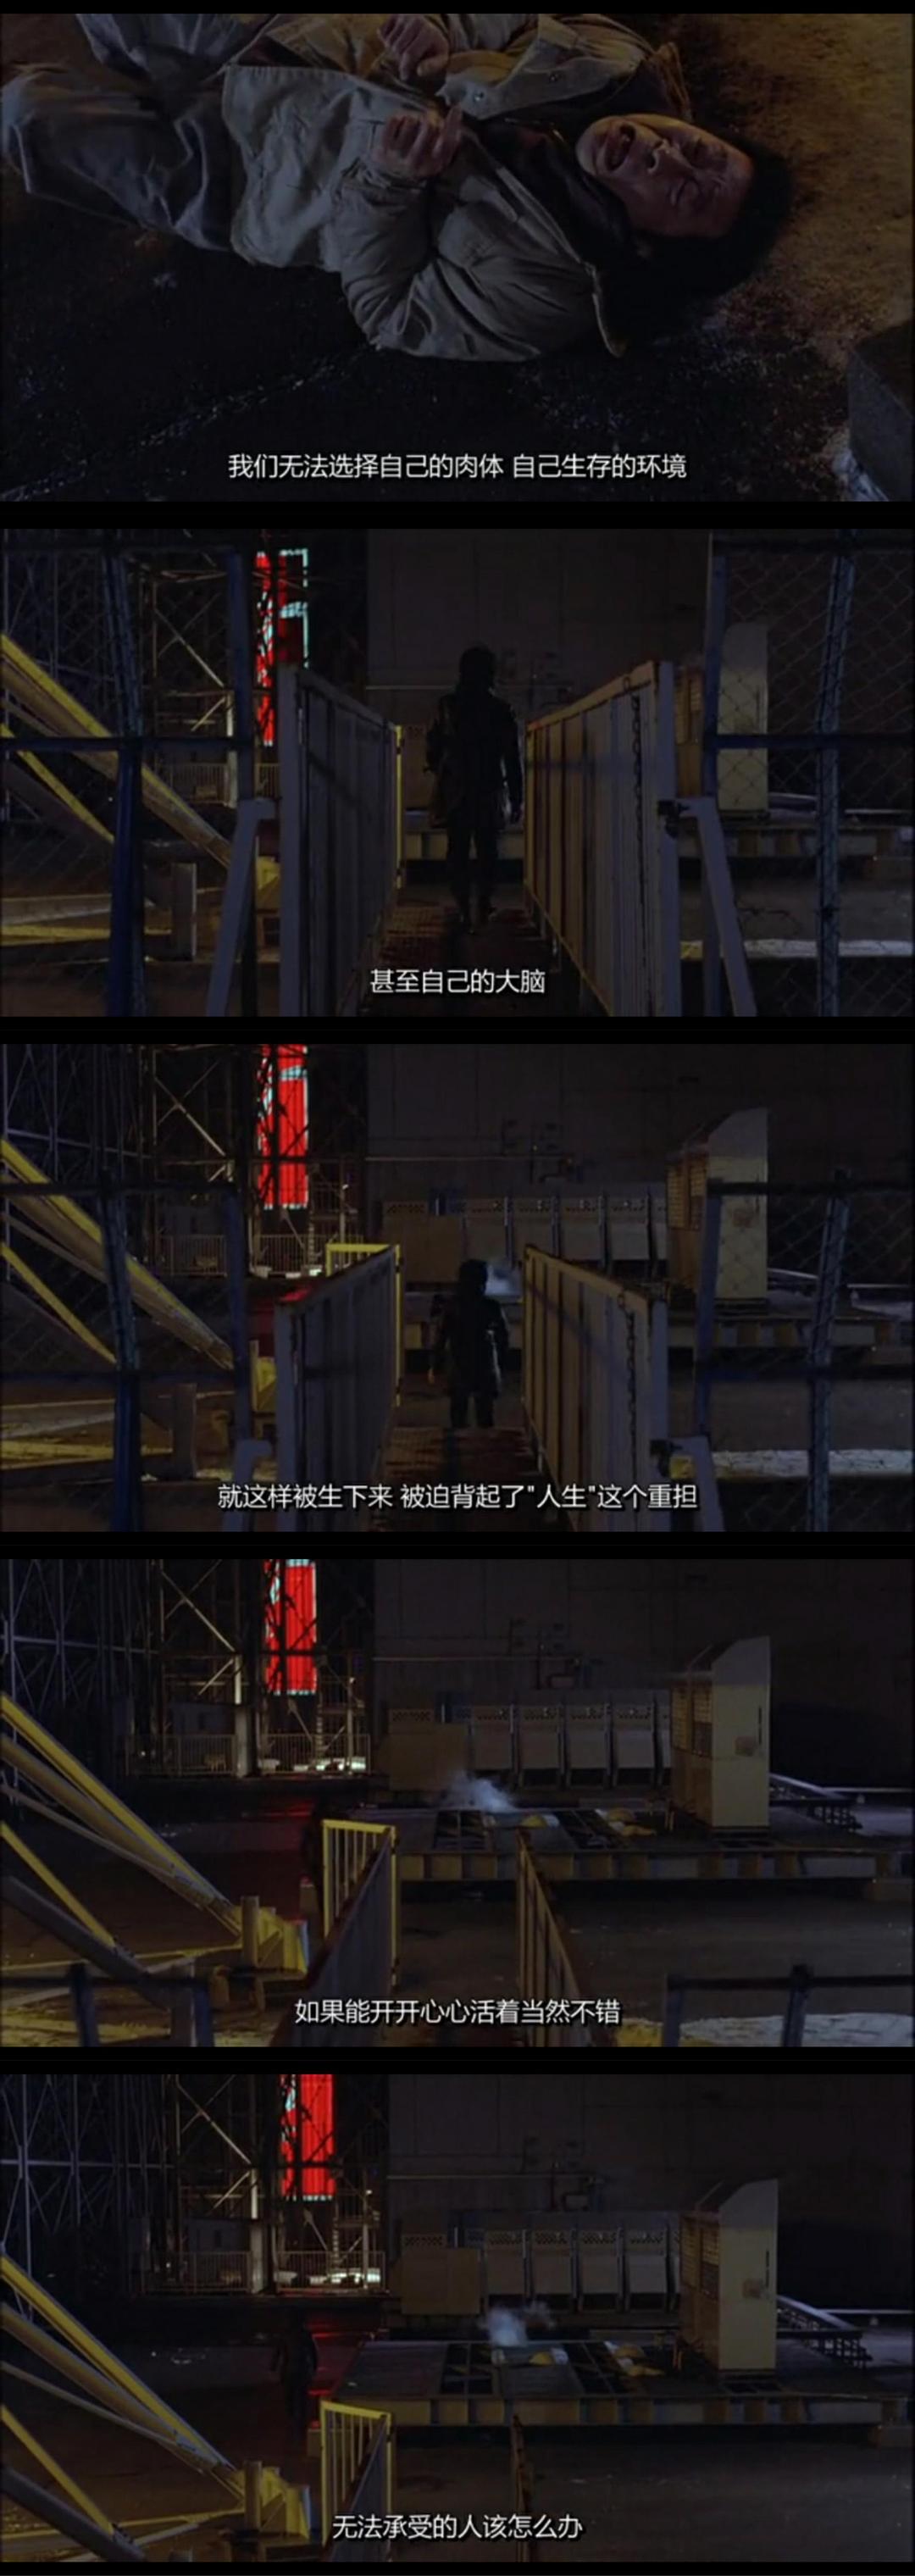 我们无法选择自己的肉体 自己生存的环境
甚至自己的大脑
就这样被生下来 被迫背起了"人生"这个重担
如果能开开心心活着当然不错
无法承受的人该怎么办